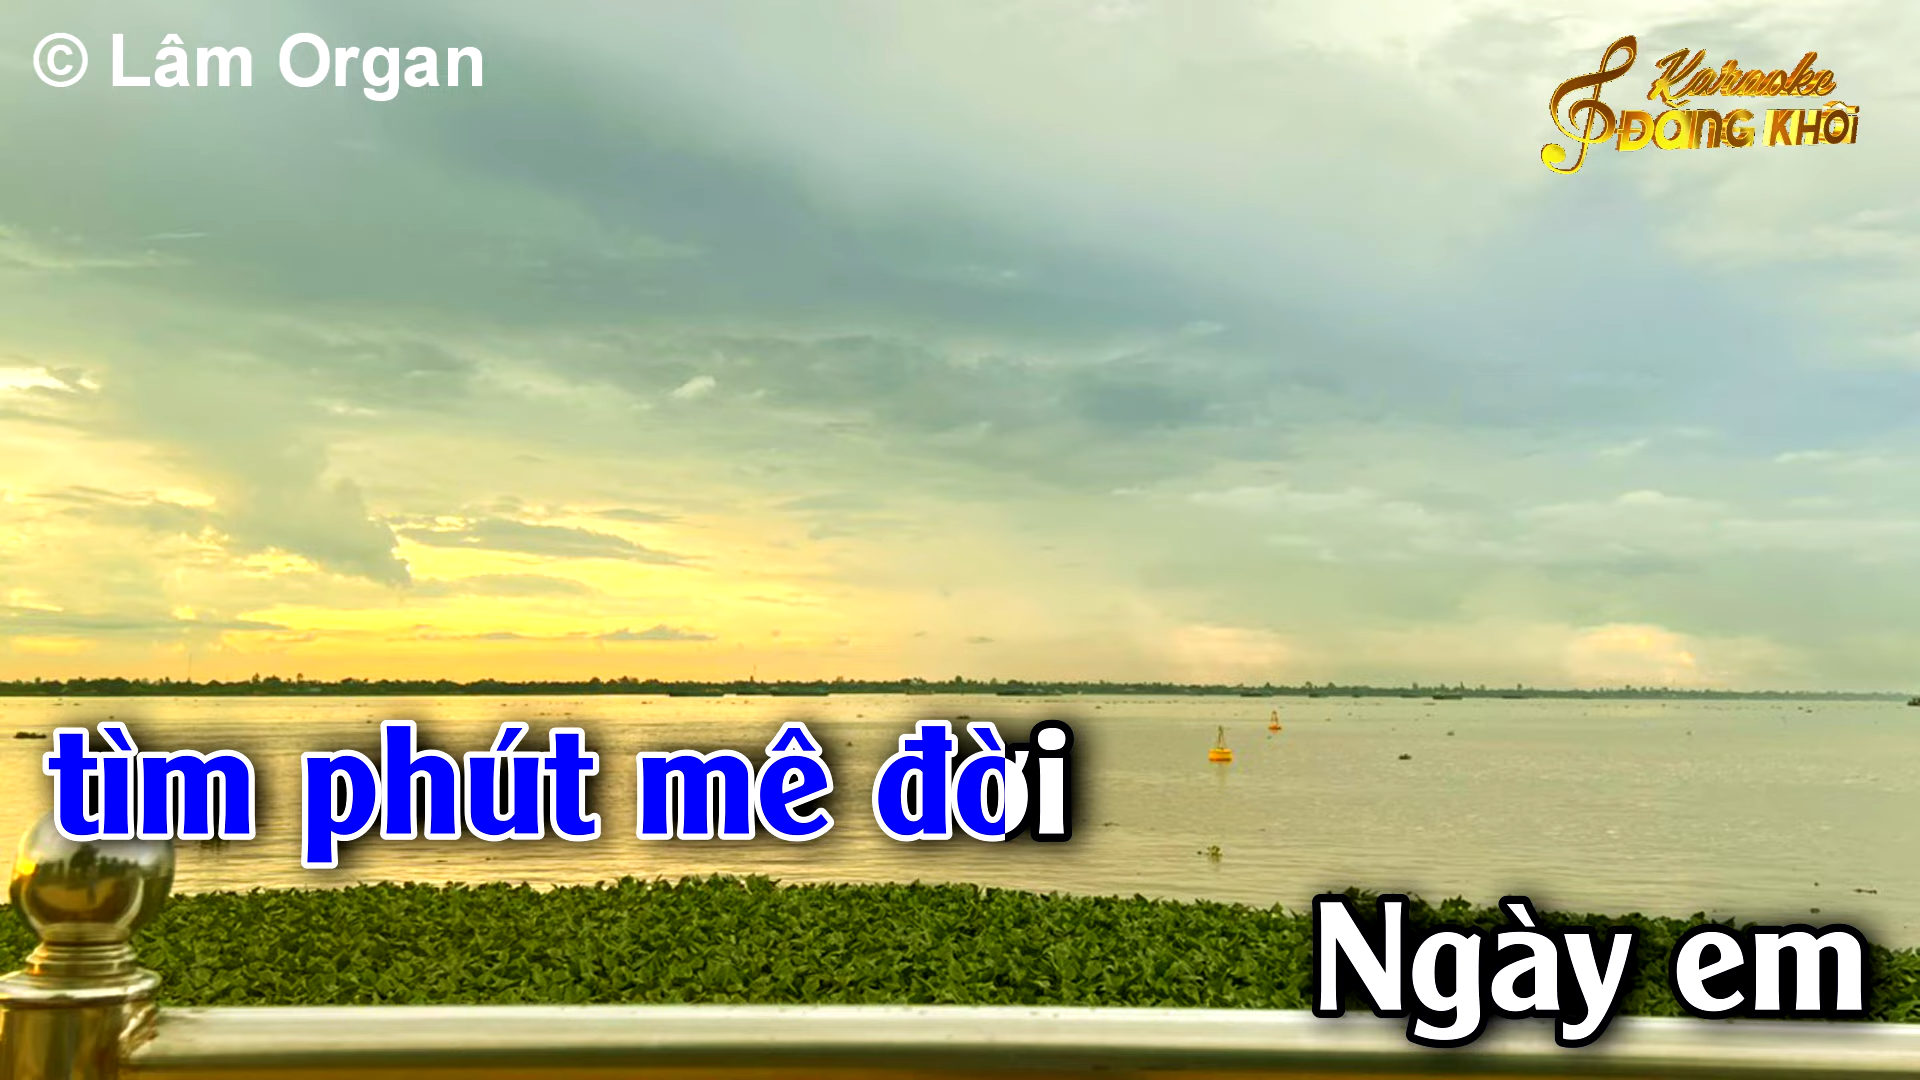 © Lâm Organ
Karaoke
ĐĂNG KHÔI
tìm phút mê đời
Ngày em